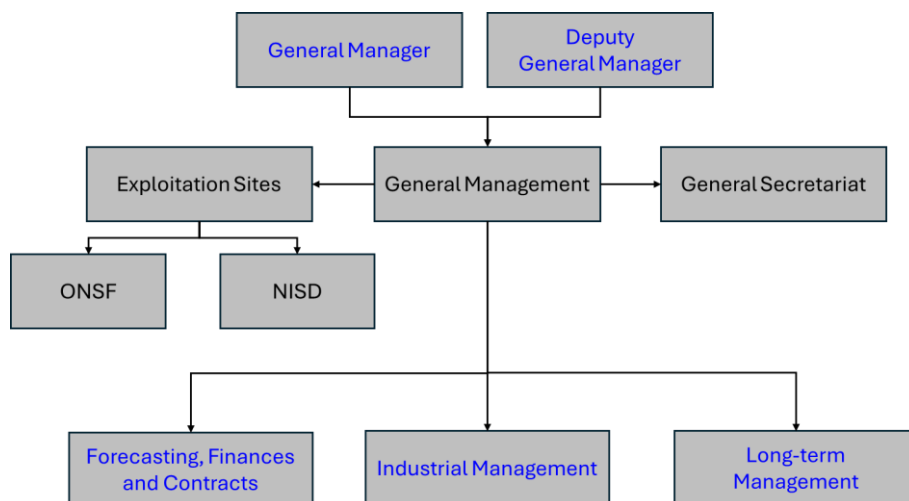 General Manager
Deputy
General Manager
Exploitation Sites
General Management
General Secretariat
ONSF
NISD
Forecasting, Finances
and Contracts
Industrial Management
Long-term
Management